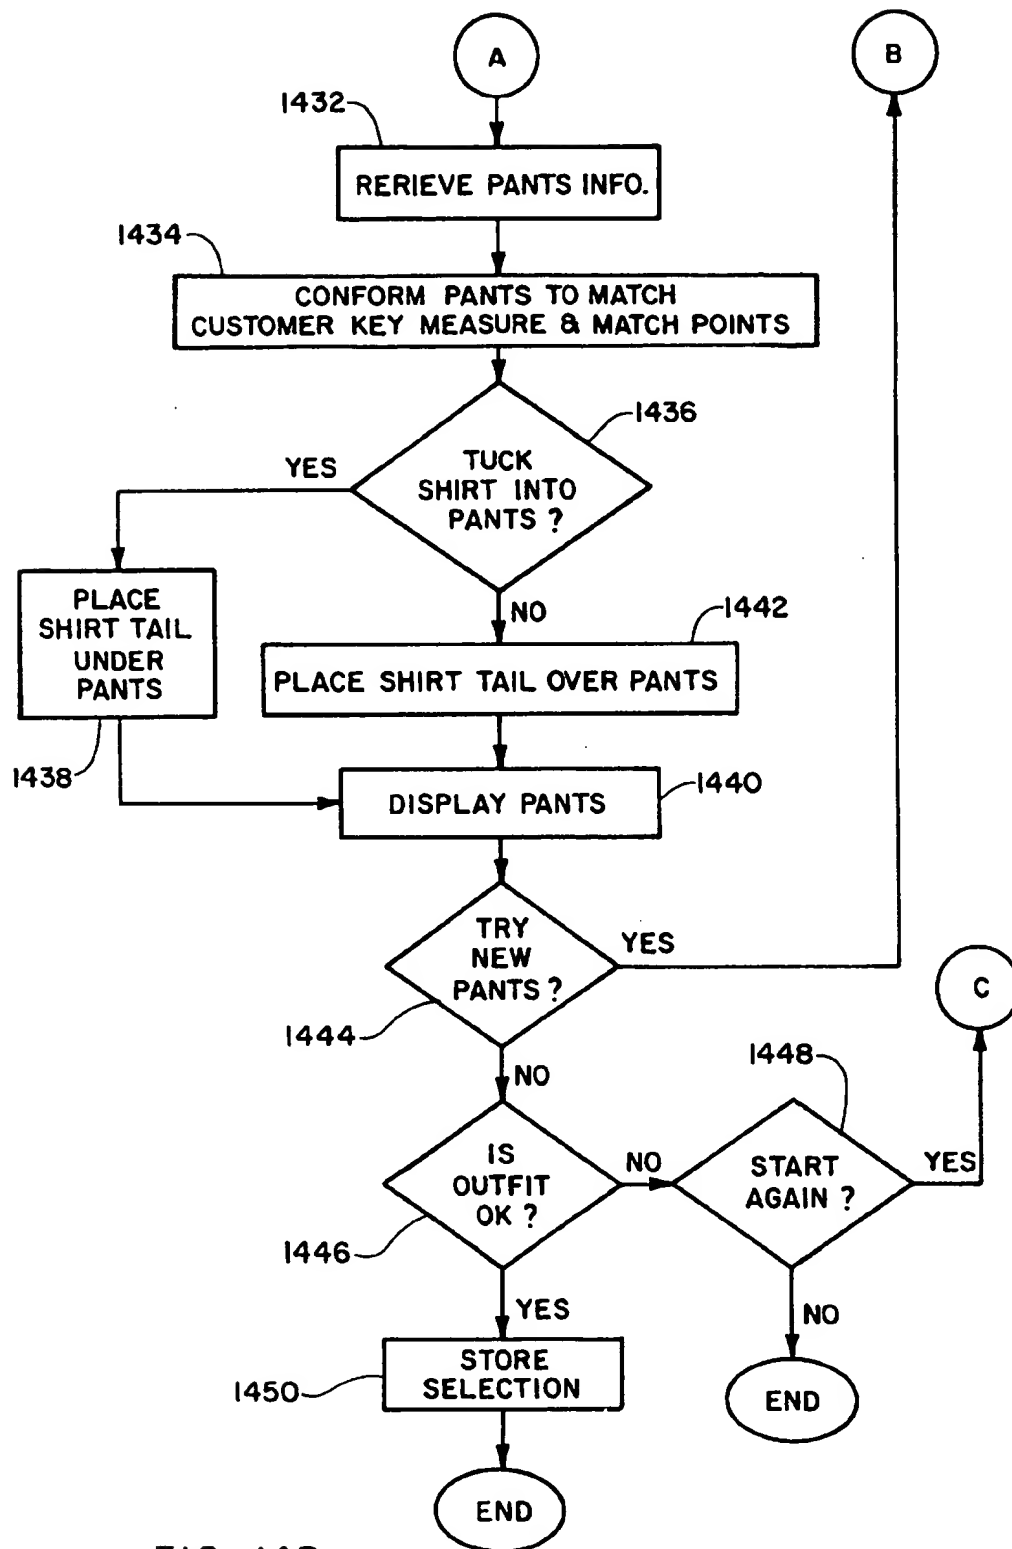 A
B
1432
RERIEVE PANTS INFO.
1434
CONFORM PANTS TO MATCH
CUSTOMER KEY MEASURE & MATCH POINTS
1436
TUCK
SHIRT INTO
PANTS ?
YES
NO
PLACE
SHIRT TAIL
UNDER
PANTS
1438
1442
PLACE SHIRT TAIL OVER PANTS
1440
DISPLAY PANTS
TRY
NEW
PANTS ?
YES
1444
NO
C
1448
IS
OUTFIT
OK ?
NO
START
AGAIN ?
YES
1446
YES
NO
STORE
SELECTION
1450
END
END